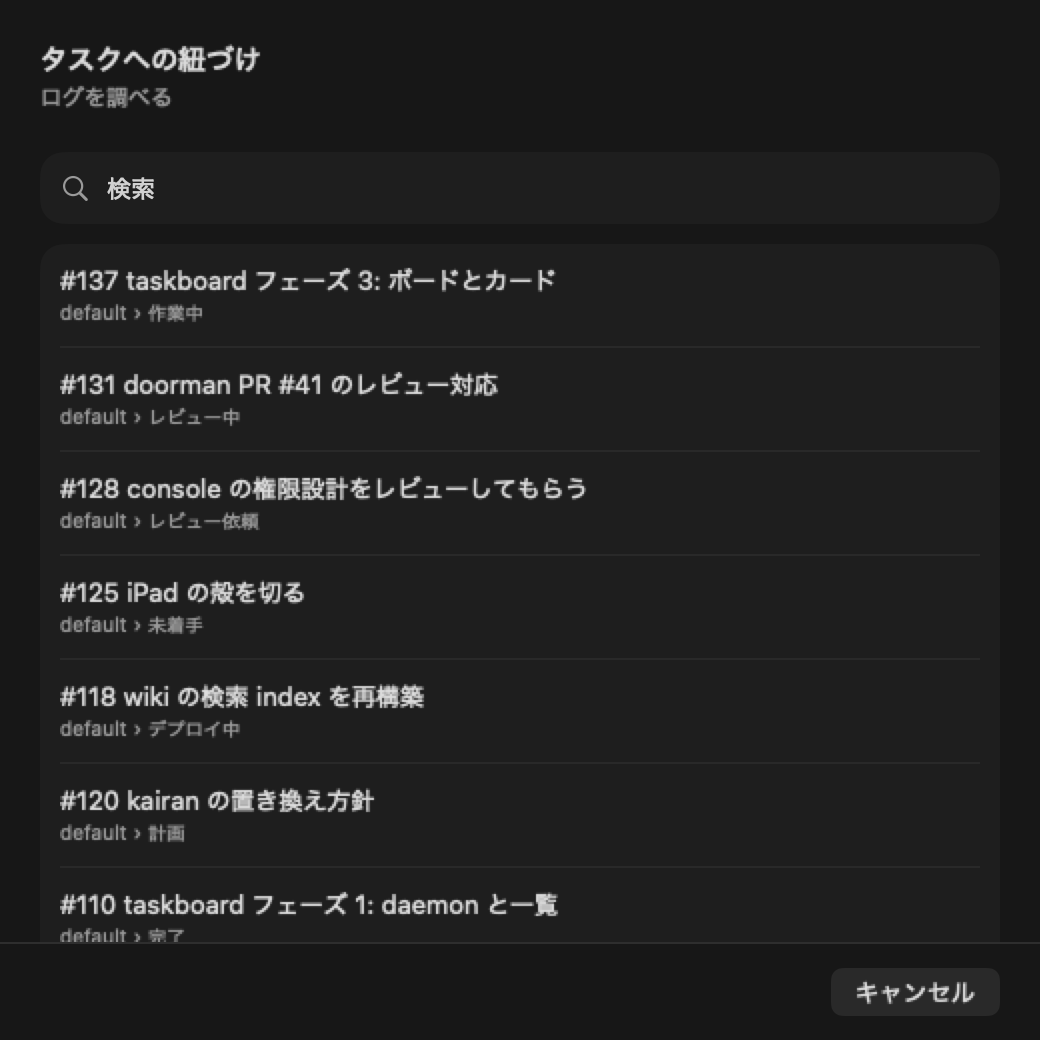 タスクへの紐づけ
ログを調べる
検索
#137 taskboard フェーズ 3: ボードとカード
default › 作業中
#131 doorman PR #41 のレビュー対応
default › レビュー中
#128 console の権限設計をレビューしてもらう
default › レビュー依頼
#125 iPad の殻を切る
default › 未着手
#118 wiki の検索 index を再構築
default › デプロイ中
#120 kairan の置き換え方針
default › 計画
#110 taskboard フェーズ 1: daemon と一覧
default › 完了
キャンセル